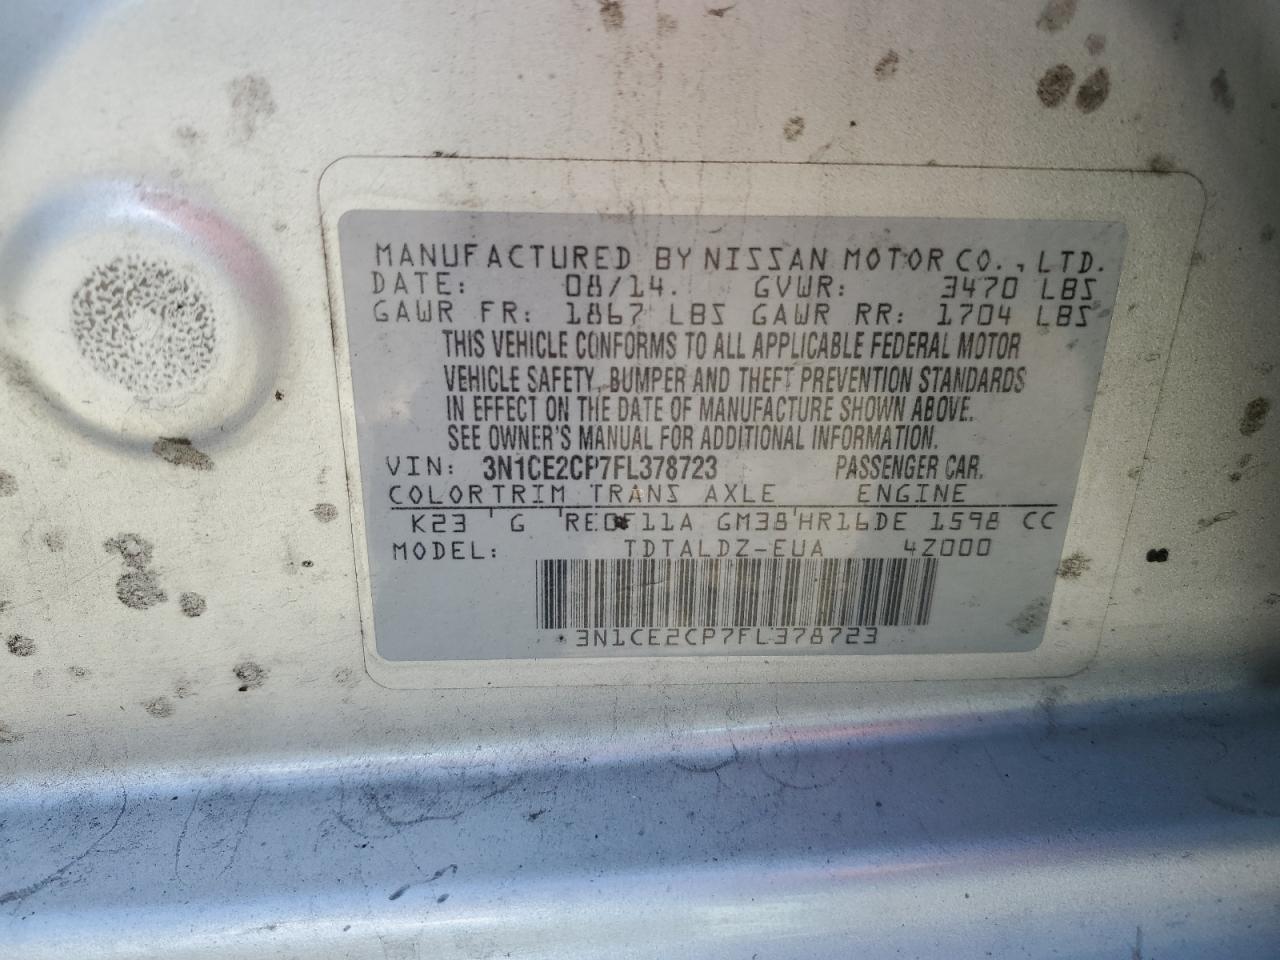 MANUFACTURED BY NISSAN MOTOR CO., LTD.
DATE: 08/14. GVWR: 3470 LBS
GAWR FR: 1867 LBS GAWR RR: 1704 LBS
THIS VEHICLE CONFORMS TO ALL APPLICABLE FEDERAL MOTOR
VEHICLE SAFETY, BUMPER AND THEFT PREVENTION STANDARDS
IN EFFECT ON THE DATE OF MANUFACTURE SHOWN ABOVE.
SEE OWNER'S MANUAL FOR ADDITIONAL INFORMATION.
VIN: 3N1CE2CP7FL378723 PASSENGER CAR.
COLOR TRIM TRANS AXLE ENGINE
K23 G RE0F11A GM38 HR16DE 1598 CC
MODEL: TDTALDZ-EUA 4Z000
3N1CE2CP7FL378723